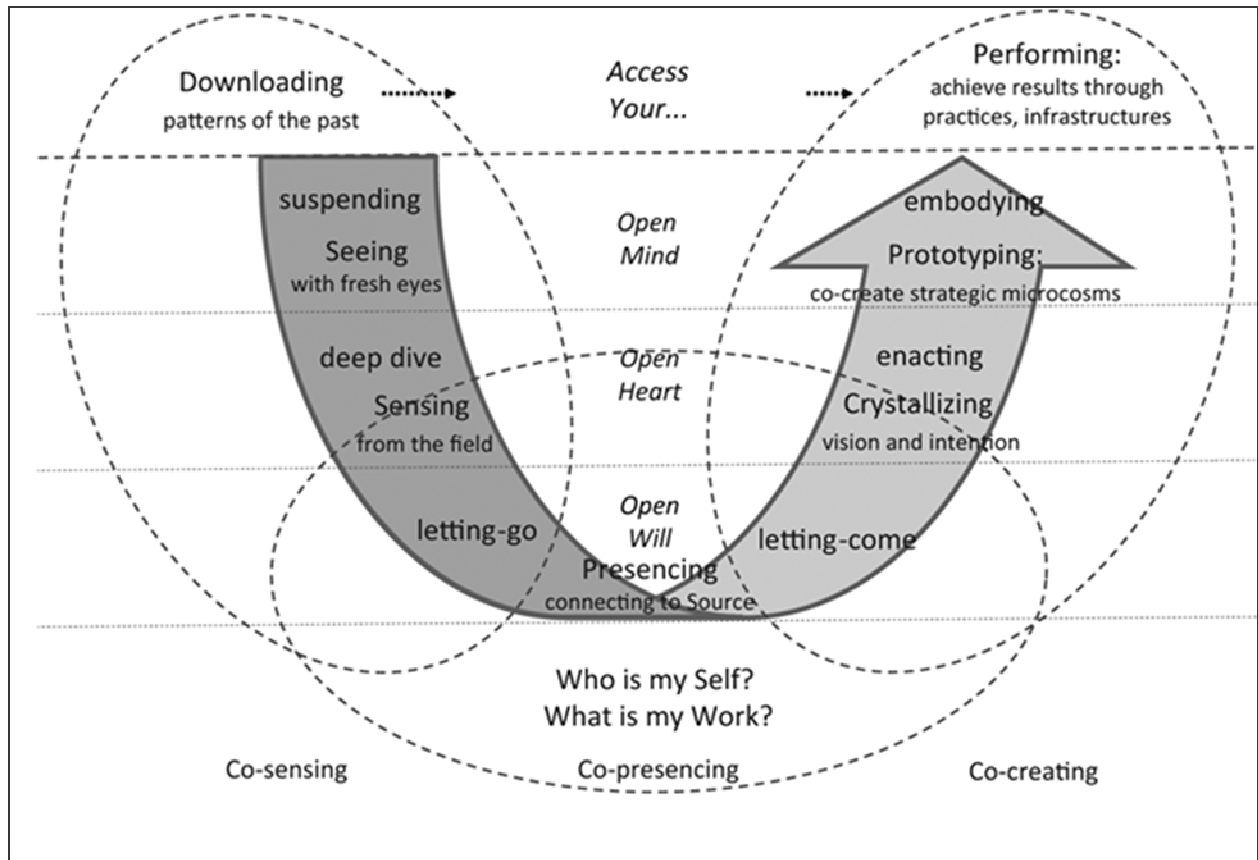 Downloading
patterns of the past
Access
Your...
Performing:
achieve results through
practices, infrastructures
suspending
Seeing
with fresh eyes
Open
Mind
embodying
Prototyping:
co-create strategic microcosms
deep dive
Sensing
from the field
Open
Heart
enacting
Crystallizing
vision and intention
letting-go
Open
Will
letting-come
Presencing
connecting to Source
Who is my Self?
What is my Work?
Co-sensing
Co-presencing
Co-creating